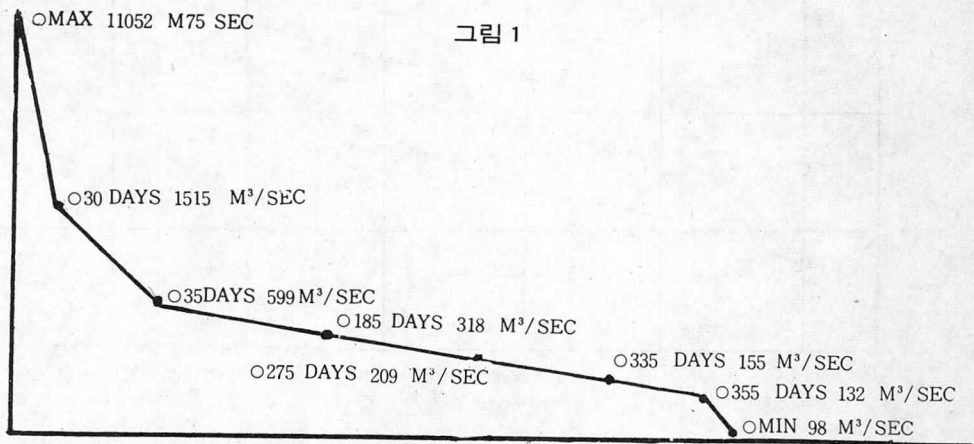 ○MAX 11052 M75 SEC
그림 1
○30 DAYS 1515 M³/SEC
○35DAYS 599M³/SEC
○185 DAYS 318 M³/SEC
○275 DAYS 209 M³/SEC
○335 DAYS 155 M³/SEC
○355 DAYS 132 M³/SEC
○MIN 98 M³/SEC